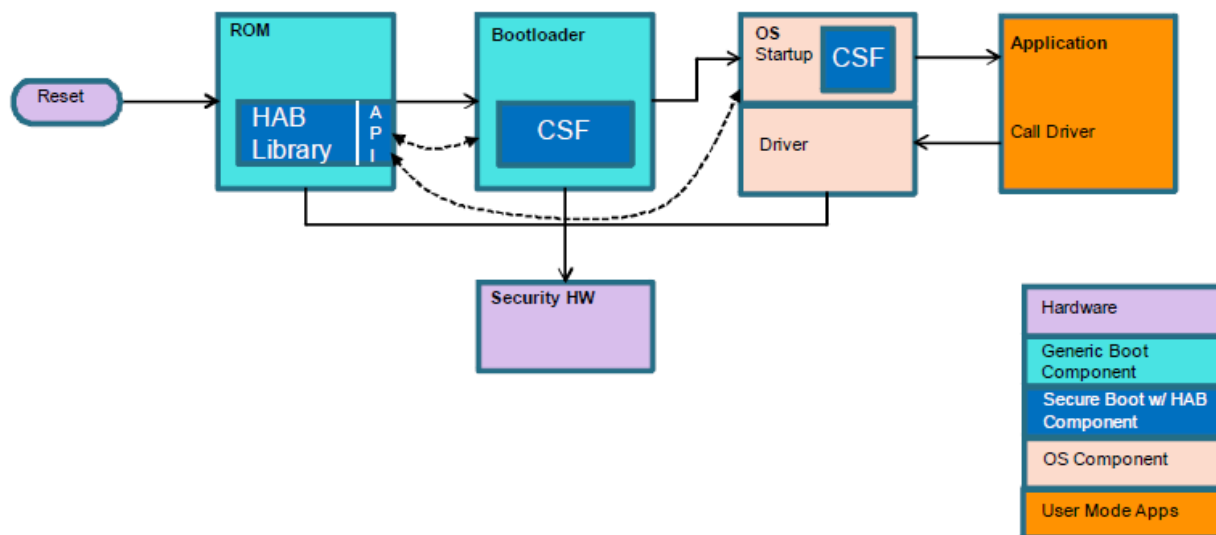 Reset
ROM
HAB
Library
A
P
I
Bootloader
CSF
OS
Startup
CSF
Driver
Application
Call Driver
Security HW
Hardware
Generic Boot
Component
Secure Boot w/ HAB
Component
OS Component
User Mode Apps